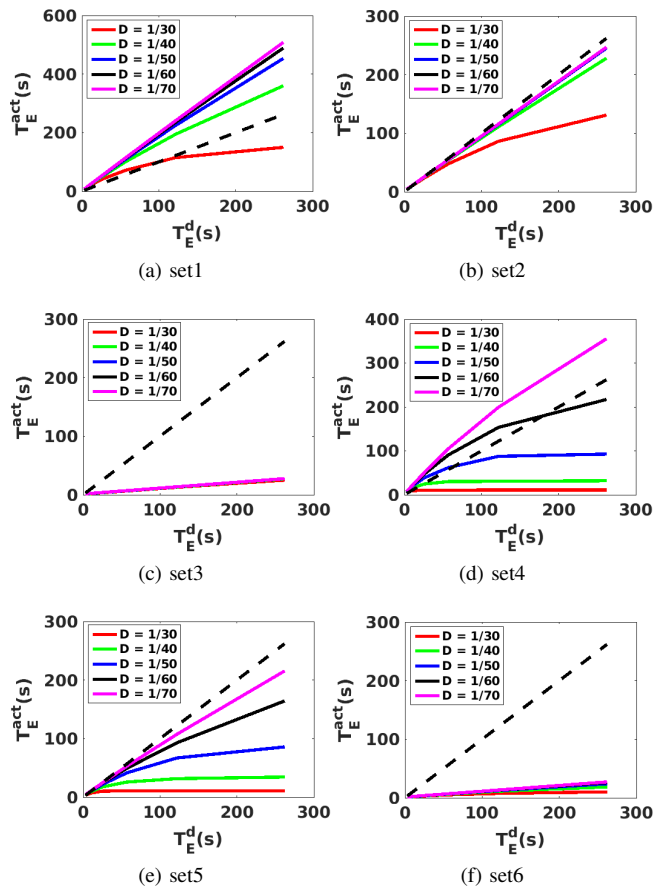 600
400
200
0
T_E^act(s)
D = 1/30
D = 1/40
D = 1/50
D = 1/60
D = 1/70
0 100 200 300
T_E^d(s)
(a) set1
300
200
100
0
T_E^act(s)
D = 1/30
D = 1/40
D = 1/50
D = 1/60
D = 1/70
0 100 200 300
T_E^d(s)
(b) set2
300
200
100
0
T_E^act(s)
D = 1/30
D = 1/40
D = 1/50
D = 1/60
D = 1/70
0 100 200 300
T_E^d(s)
(c) set3
400
300
200
100
0
T_E^act(s)
D = 1/30
D = 1/40
D = 1/50
D = 1/60
D = 1/70
0 100 200 300
T_E^d(s)
(d) set4
300
200
100
0
T_E^act(s)
D = 1/30
D = 1/40
D = 1/50
D = 1/60
D = 1/70
0 100 200 300
T_E^d(s)
(e) set5
300
200
100
0
T_E^act(s)
D = 1/30
D = 1/40
D = 1/50
D = 1/60
D = 1/70
0 100 200 300
T_E^d(s)
(f) set6